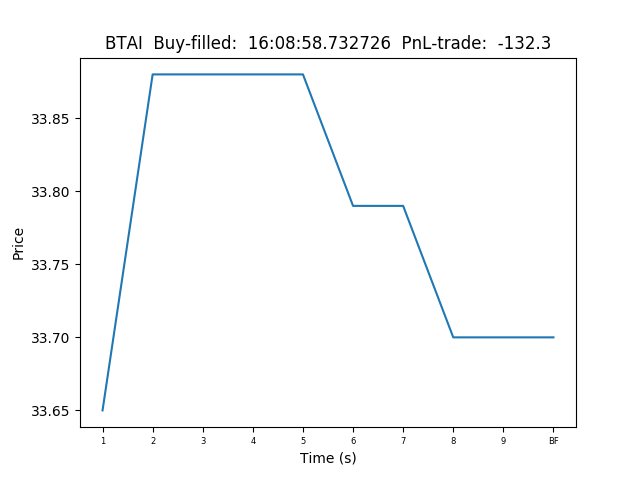 BTAI  Buy-filled:  16:08:58.732726  PnL-trade:  -132.3
33.85
33.80
33.75
33.70
33.65
Price
1 2 3 4 5 6 7 8 9 BF
Time (s)